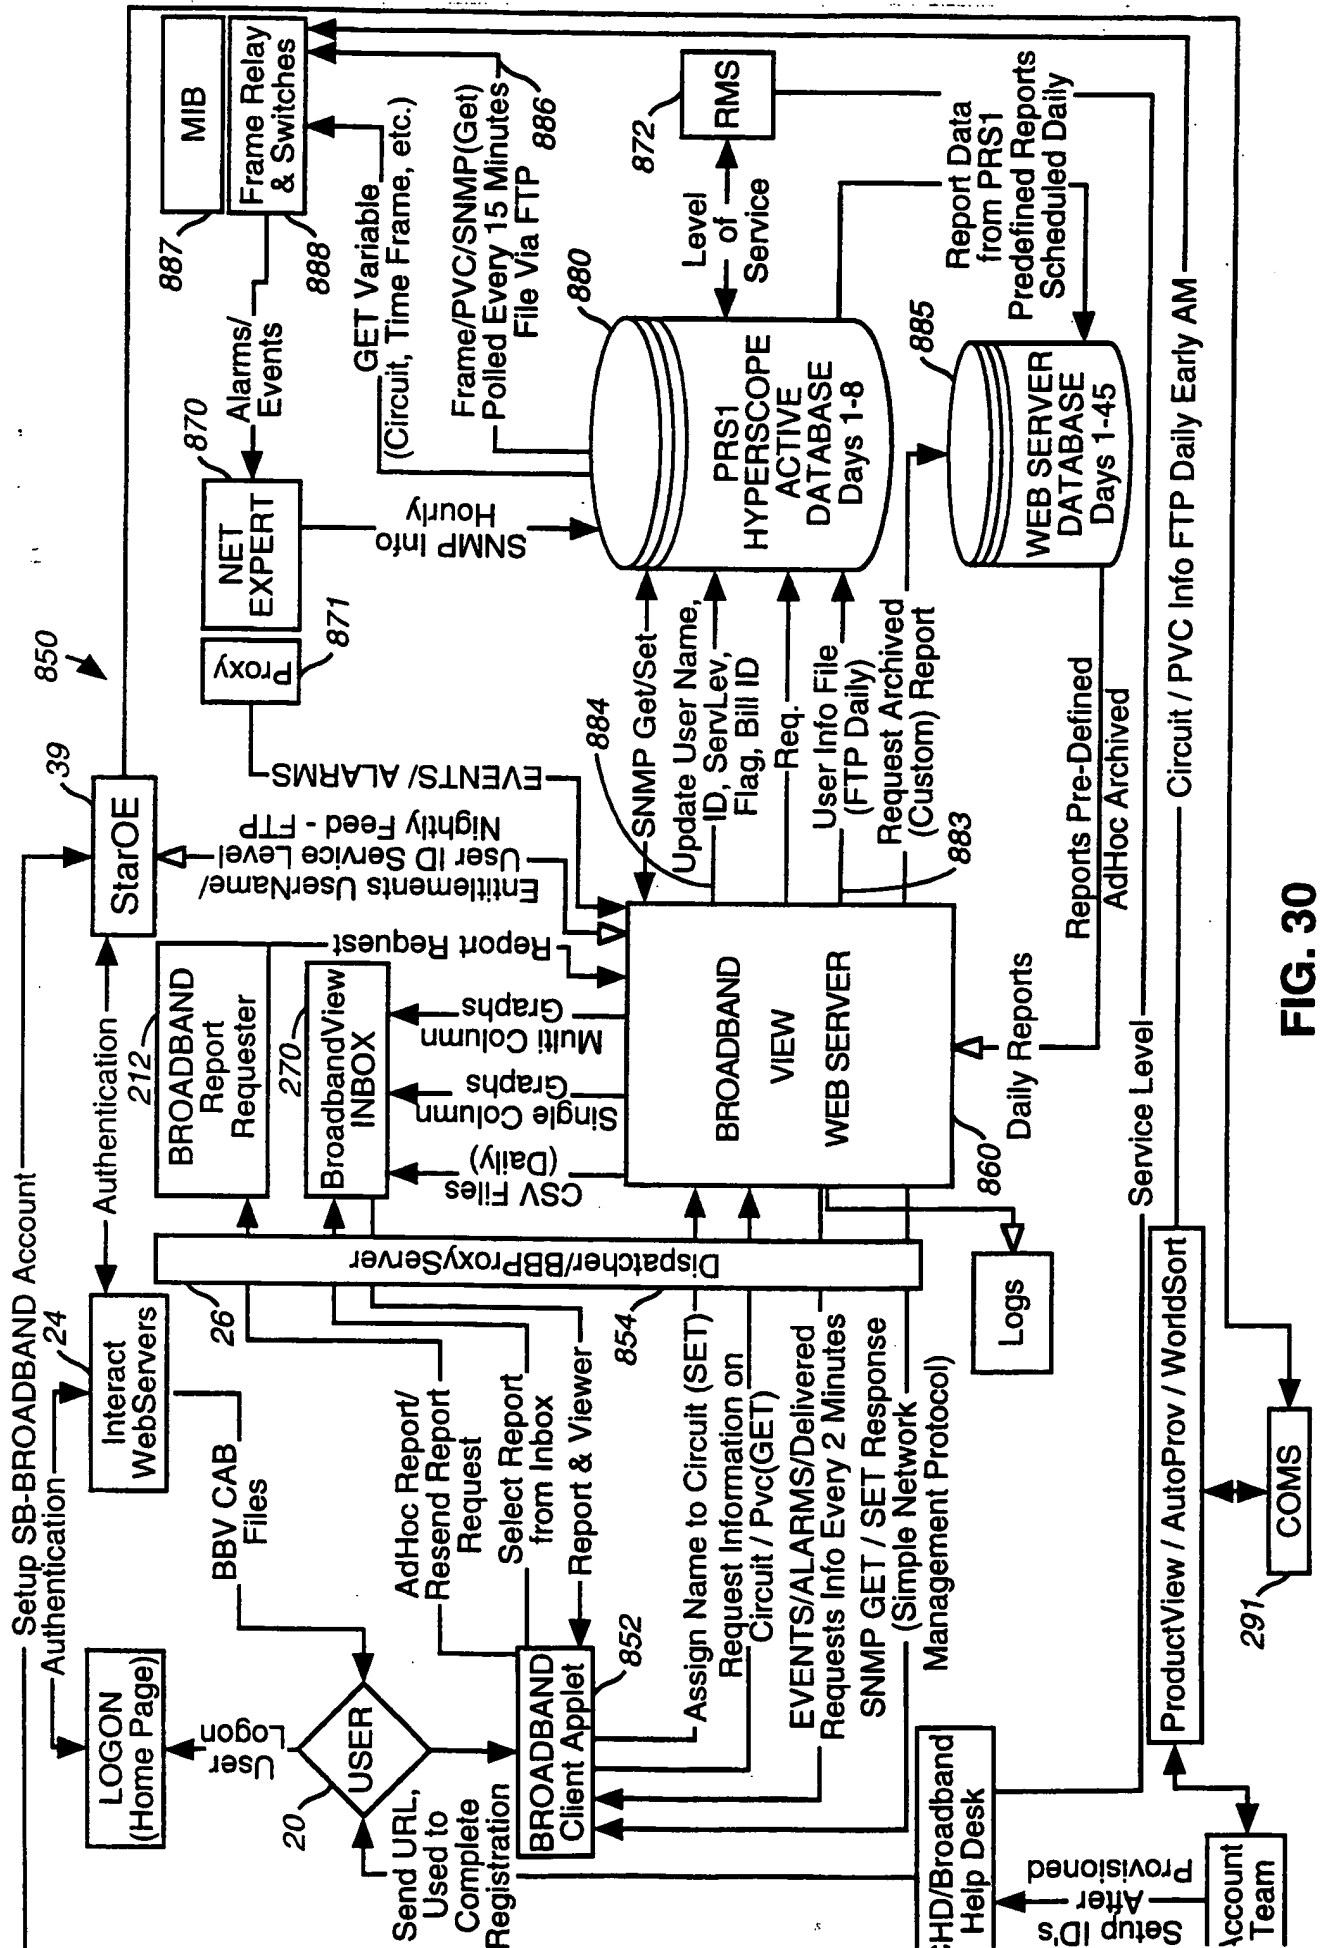 Setup SB-BROADBAND Account
Authentication
24
Authentication
39
850
LOGON
(Home Page)
Interact
WebServers
StarOE
User
Logon
BBV CAB
Files
26
212
BROADBAND
Report
Requester
Entitlements UserName/
User ID Service Level
Nightly Feed - FTP
EVENTS/ ALARMS
Proxy
871
NET
EXPERT
870
Alarms/
Events
887
MIB
888
Frame Relay
& Switches
20
USER
270
BroadbandView
INBOX
Report Request
SNMP Info
Hourly
GET Variable
(Circuit, Time Frame, etc.)
Frame/PVC/SNMP(Get)
Polled Every 15 Minutes
File Via FTP
886
Send URL,
Used to
Complete
Registration
AdHoc Report/
Resend Report
Request
Select Report
from Inbox
Report & Viewer
Dispatcher/BBProxyServer
854
CSV Files
(Daily)
Single Column
Graphs
Multi Column
Graphs
BROADBAND
Client Applet
852
Assign Name to Circuit (SET)
Request Information on
Circuit / Pvc(GET)
EVENTS/ALARMS/Delivered
Requests Info Every 2 Minutes
SNMP GET / SET Response
(Simple Network
Management Protocol)
BROADBAND
VIEW
WEB SERVER
860
884
SNMP Get/Set
Update User Name,
ID, ServLev,
Flag, Bill ID
Req.
User Info File
(FTP Daily)
Request Archived
(Custom) Report
883
880
PRS1
HYPERSCOPE
ACTIVE
DATABASE
Days 1-8
Level
of
Service
872
RMS
Report Data
from PRS1
Predefined Reports
Scheduled Daily
885
WEB SERVER
DATABASE
Days 1-45
Logs
Daily Reports
Reports Pre-Defined
AdHoc Archived
CHD/Broadband
Help Desk
Service Level
Setup ID's
After
Provisioned
ProductView / AutoProv / WorldSort
Circuit / PVC Info FTP Daily Early AM
Account
Team
291
COMS
FIG. 30